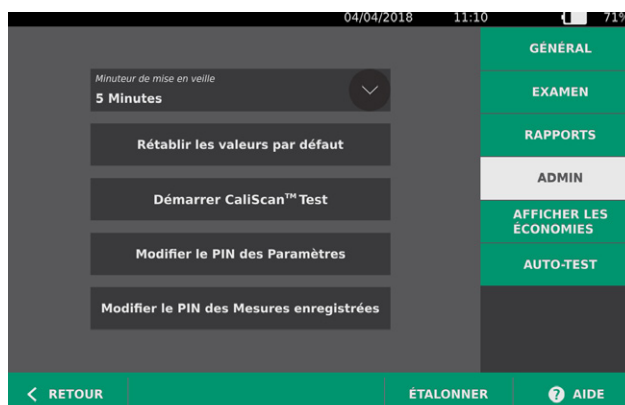 04/04/2018 11:10 71%
GÉNÉRAL
Minuteur de mise en veille
5 Minutes
EXAMEN
Rétablir les valeurs par défaut
RAPPORTS
ADMIN
Démarrer CaliScan™ Test
AFFICHER LES
ÉCONOMIES
Modifier le PIN des Paramètres
AUTO-TEST
Modifier le PIN des Mesures enregistrées
RETOUR
ÉTALONNER
? AIDE